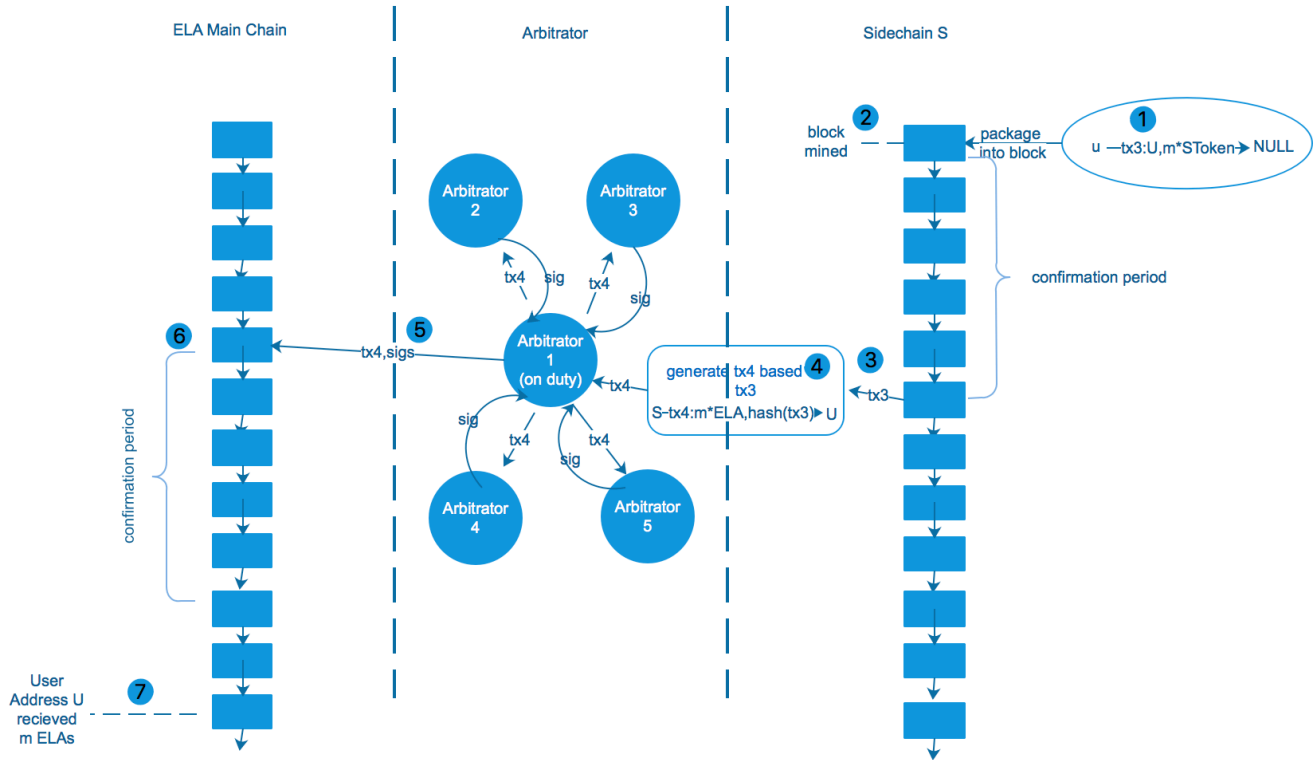 ELA Main Chain
Arbitrator
Sidechain S
1
u tx3:U,m*SToken NULL
package
into block
2
block
mined
confirmation period
3
tx3
4
generate tx4 based
tx3
S tx4:m*ELA,hash(tx3) U
tx4
Arbitrator
2
Arbitrator
3
tx4
sig
tx4
sig
Arbitrator
1
(on duty)
sig
tx4
tx4
sig
Arbitrator
4
Arbitrator
5
5
tx4,sigs
6
confirmation period
7
User
Address U
recieved
m ELAs